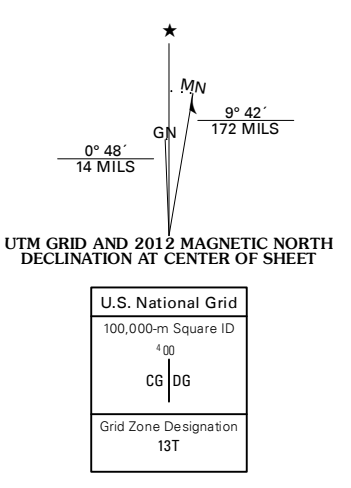 ★
MN
9° 42´
172 MILS
GN
0° 48´
14 MILS
UTM GRID AND 2012 MAGNETIC NORTH
DECLINATION AT CENTER OF SHEET
U.S. National Grid
100,000-m Square ID
⁴00
CG DG
Grid Zone Designation
13T